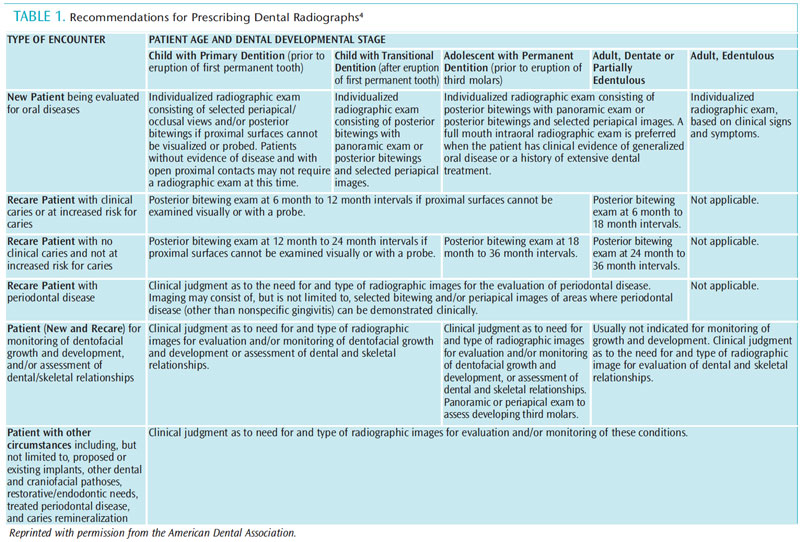 TABLE 1. Recommendations for Prescribing Dental Radiographs⁴
TYPE OF ENCOUNTER
PATIENT AGE AND DENTAL DEVELOPMENTAL STAGE
Child with Primary Dentition (prior to
eruption of first permanent tooth)
Child with Transitional
Dentition (after eruption
of first permanent tooth)
Adolescent with Permanent
Dentition (prior to eruption of
third molars)
Adult, Dentate or
Partially
Edentulous
Adult, Edentulous
New Patient being evaluated
for oral diseases
Individualized radiographic exam
consisting of selected periapical/
occlusal views and/or posterior
bitewings if proximal surfaces cannot
be visualized or probed. Patients
without evidence of disease and with
open proximal contacts may not require
a radiographic exam at this time.
Individualized
radiographic exam
consisting of posterior
bitewings with
panoramic exam or
posterior bitewings
and selected periapical
images.
Individualized radiographic exam consisting of
posterior bitewings with panoramic exam or
posterior bitewings and selected periapical images. A
full mouth intraoral radiographic exam is preferred
when the patient has clinical evidence of generalized
oral disease or a history of extensive dental
treatment.
Individualized
radiographic exam,
based on clinical signs
and symptoms.
Recare Patient with clinical
caries or at increased risk for
caries
Posterior bitewing exam at 6 month to 12 month intervals if proximal surfaces cannot be
examined visually or with a probe.
Posterior bitewing
exam at 6 month to
18 month intervals.
Not applicable.
Recare Patient with no
clinical caries and not at
increased risk for caries
Posterior bitewing exam at 12 month to 24 month intervals if
proximal surfaces cannot be examined visually or with a probe.
Posterior bitewing exam at 18
month to 36 month intervals.
Posterior bitewing
exam at 24 month to
36 month intervals.
Not applicable.
Recare Patient with
periodontal disease
Clinical judgment as to the need for and type of radiographic images for the evaluation of periodontal disease.
Imaging may consist of, but is not limited to, selected bitewing and/or periapical images of areas where periodontal
disease (other than nonspecific gingivitis) can be demonstrated clinically.
Not applicable.
Patient (New and Recare) for
monitoring of dentofacial
growth and development,
and/or assessment of
dental/skeletal relationships
Clinical judgment as to need for and type of radiographic
images for evaluation and/or monitoring of dentofacial growth
and development or assessment of dental and skeletal
relationships.
Clinical judgment as to need for
and type of radiographic images
for evaluation and/or monitoring
of dentofacial growth and
development, or assessment of
dental and skeletal relationships.
Panoramic or periapical exam to
assess developing third molars.
Usually not indicated for monitoring of
growth and development. Clinical judgment
as to the need for and type of radiographic
image for evaluation of dental and skeletal
relationships.
Patient with other
circumstances including, but
not limited to, proposed or
existing implants, other dental
and craniofacial pathoses,
restorative/endodontic needs,
treated periodontal disease,
and caries remineralization
Clinical judgment as to need for and type of radiographic images for evaluation and/or monitoring of these conditions.
Reprinted with permission from the American Dental Association.